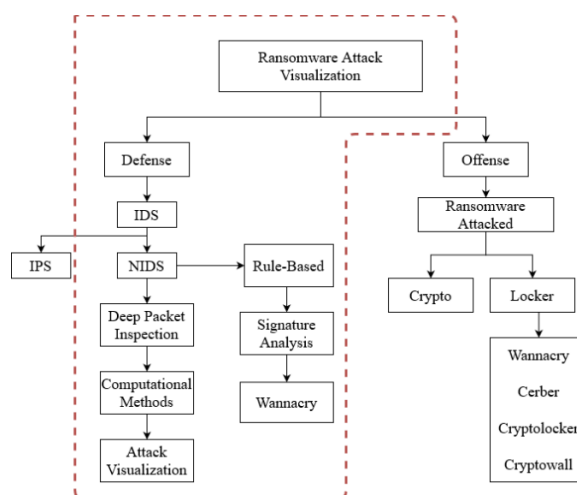 Ransomware Attack
Visualization
Defense
Offense
IDS
Ransomware
Attacked
IPS
NIDS
Rule-Based
Crypto
Locker
Deep Packet
Inspection
Signature
Analysis
Wannacry
Cerber
Cryptolocker
Cryptowall
Computational
Methods
Wannacry
Attack
Visualization